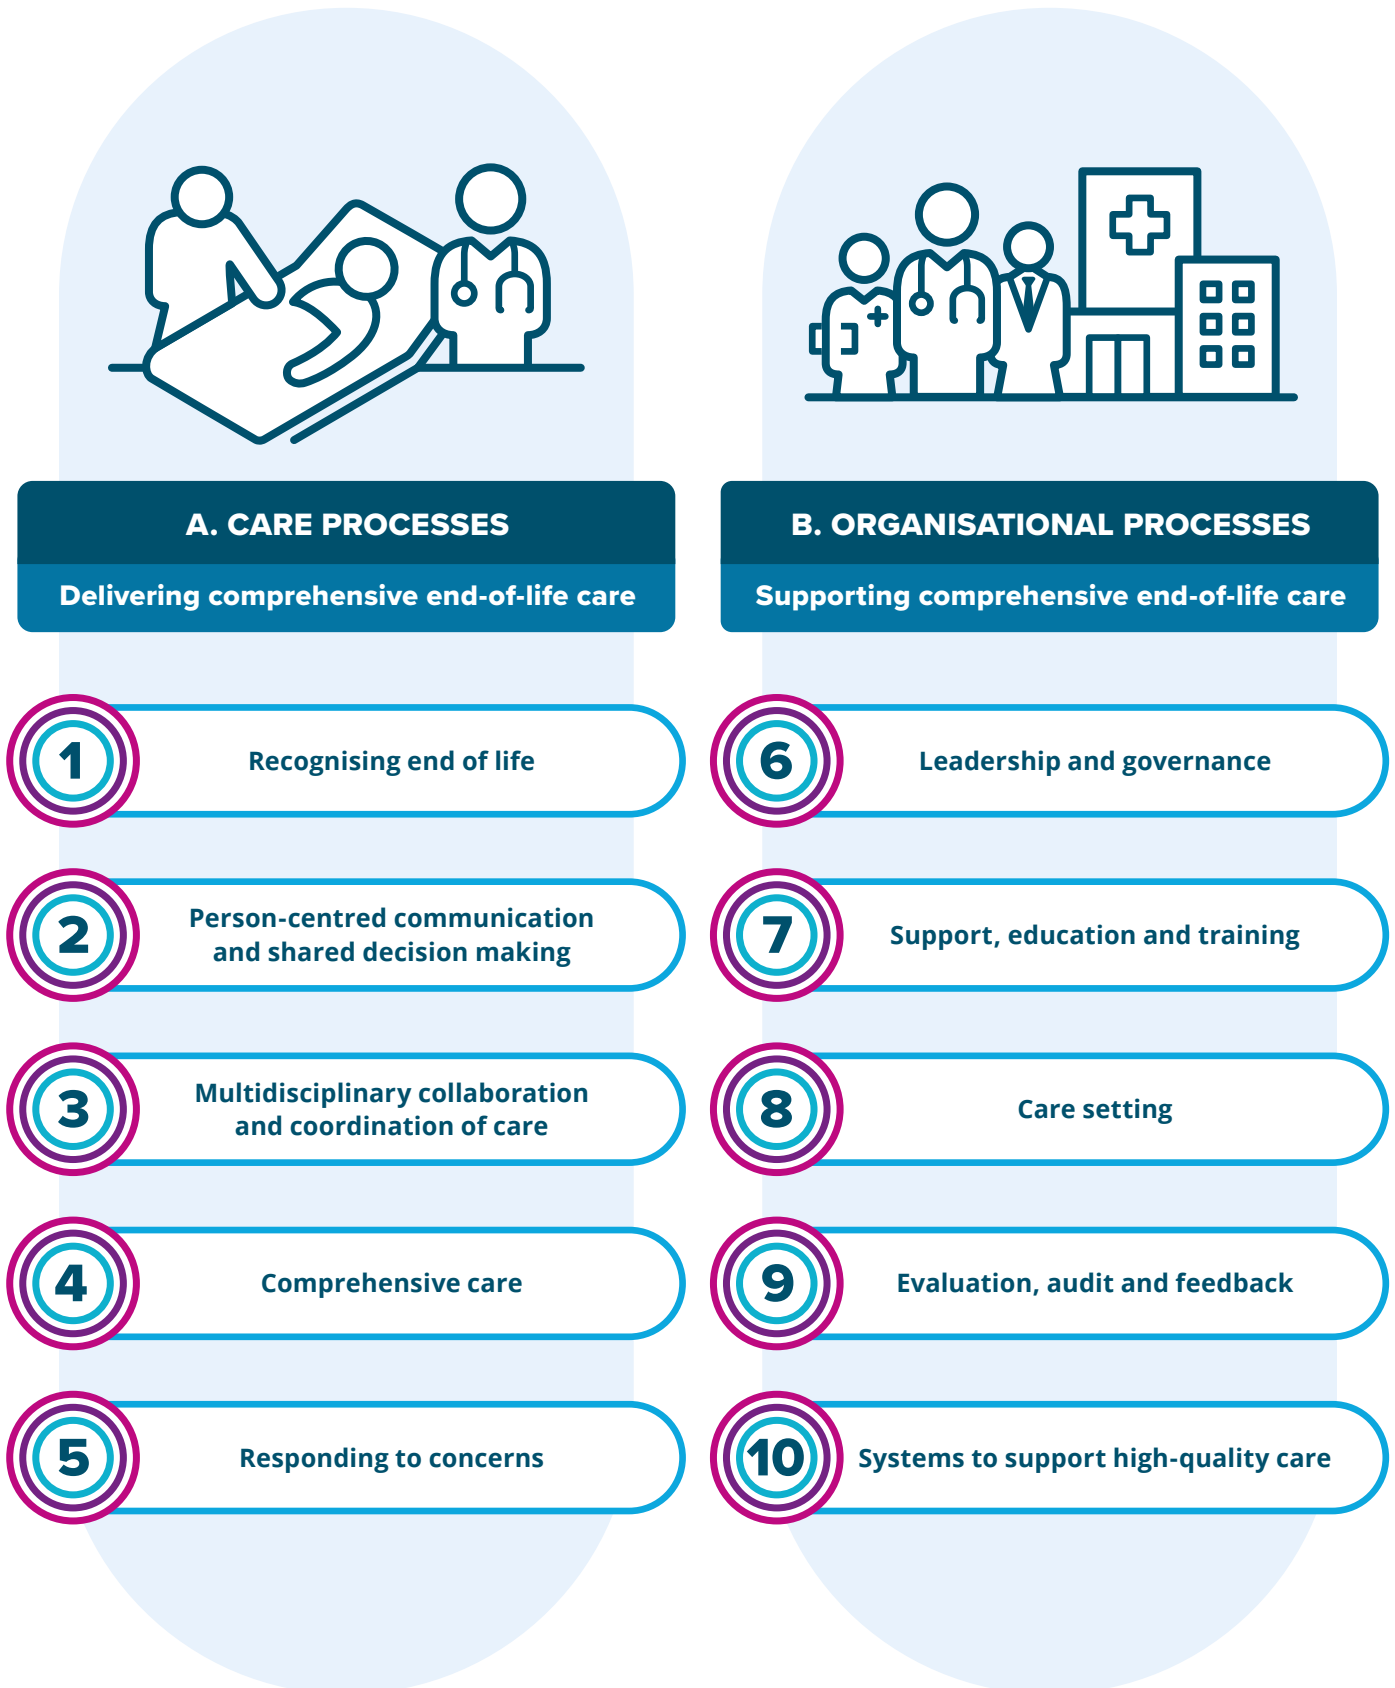 A. CARE PROCESSES
Delivering comprehensive end-of-life care
1
Recognising end of life
2
Person-centred communication
and shared decision making
3
Multidisciplinary collaboration
and coordination of care
4
Comprehensive care
5
Responding to concerns
B. ORGANISATIONAL PROCESSES
Supporting comprehensive end-of-life care
6
Leadership and governance
7
Support, education and training
8
Care setting
9
Evaluation, audit and feedback
10
Systems to support high-quality care